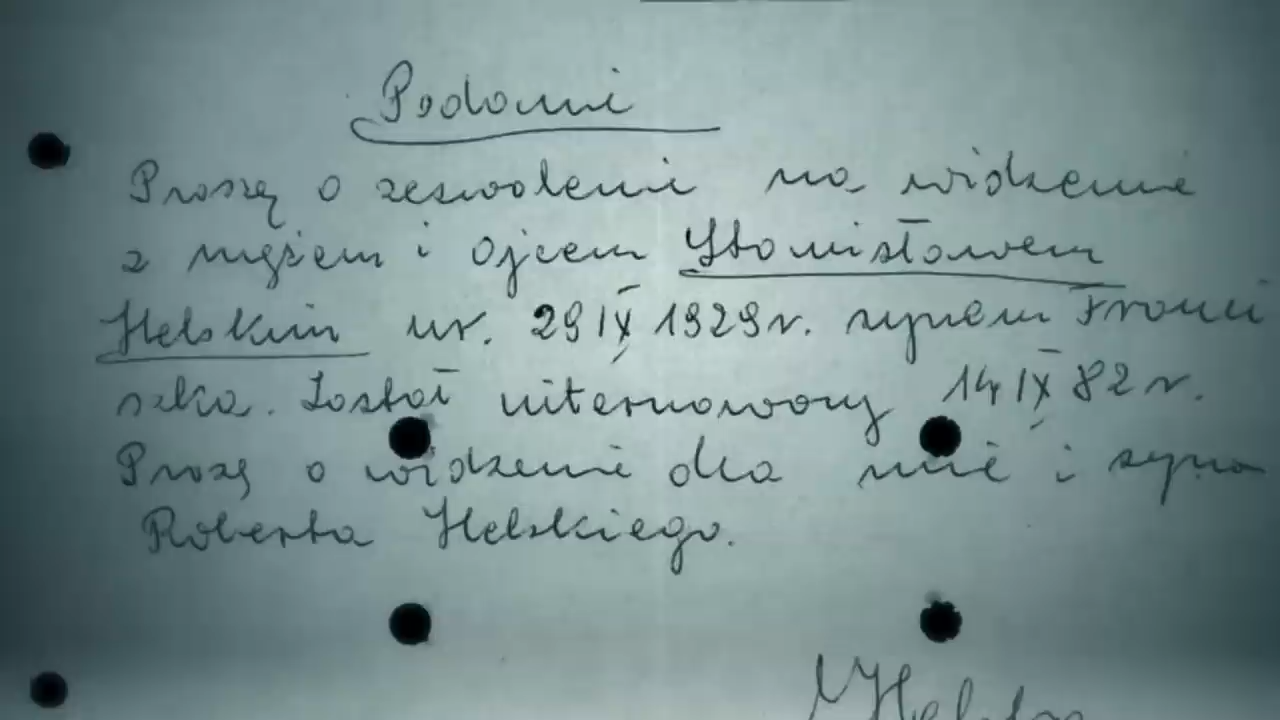 Podanie
Proszę o zezwolenie na widzenie
z mężem i ojcem Stanisławem
Helskim ur. 29 IX 1929 r. synem Franci
szka. Został internowany 14 IX 82 r.
Proszę o widzenie dla mnie i syna
Roberta Helskiego.